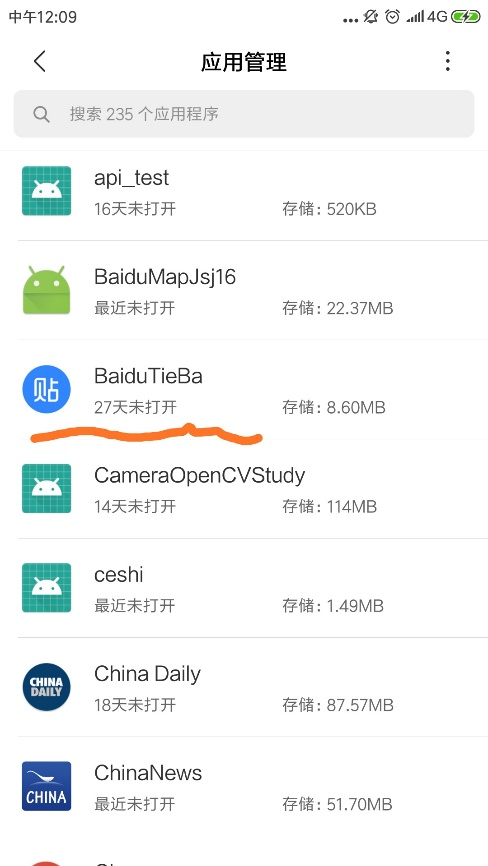 中午12:09
4G
应用管理
搜索 235 个应用程序
api_test
16天未打开 存储：520KB
BaiduMapJsj16
最近未打开 存储：22.37MB
贴
BaiduTieBa
27天未打开 存储：8.60MB
CameraOpenCVStudy
14天未打开 存储：114MB
ceshi
最近未打开 存储：1.49MB
CHINA
DAILY
China Daily
18天未打开 存储：87.57MB
CHINA
ChinaNews
最近未打开 存储：51.70MB